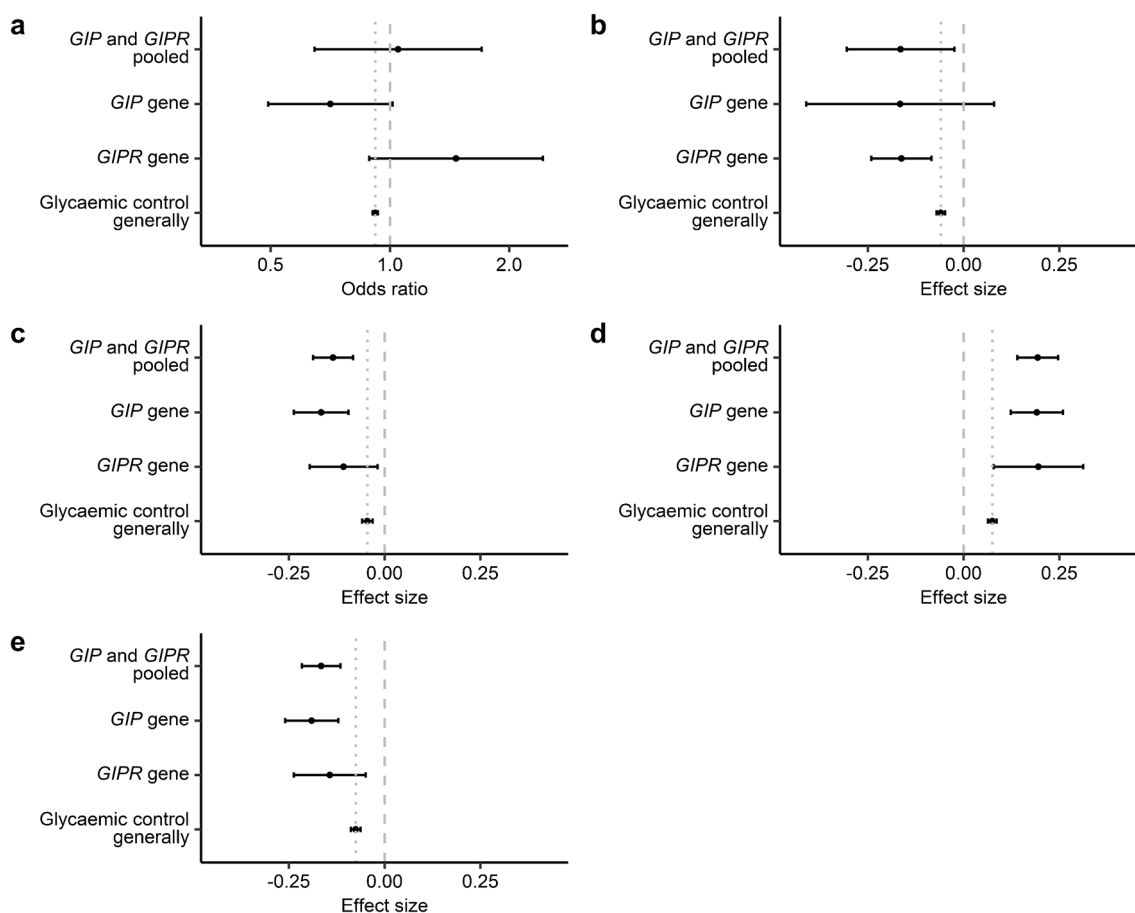 a
GIP and GIPR
pooled
GIP gene
GIPR gene
Glycaemic control
generally
0.5 1.0 2.0
Odds ratio
b
GIP and GIPR
pooled
GIP gene
GIPR gene
Glycaemic control
generally
-0.25 0.00 0.25
Effect size
c
GIP and GIPR
pooled
GIP gene
GIPR gene
Glycaemic control
generally
-0.25 0.00 0.25
Effect size
d
GIP and GIPR
pooled
GIP gene
GIPR gene
Glycaemic control
generally
-0.25 0.00 0.25
Effect size
e
GIP and GIPR
pooled
GIP gene
GIPR gene
Glycaemic control
generally
-0.25 0.00 0.25
Effect size